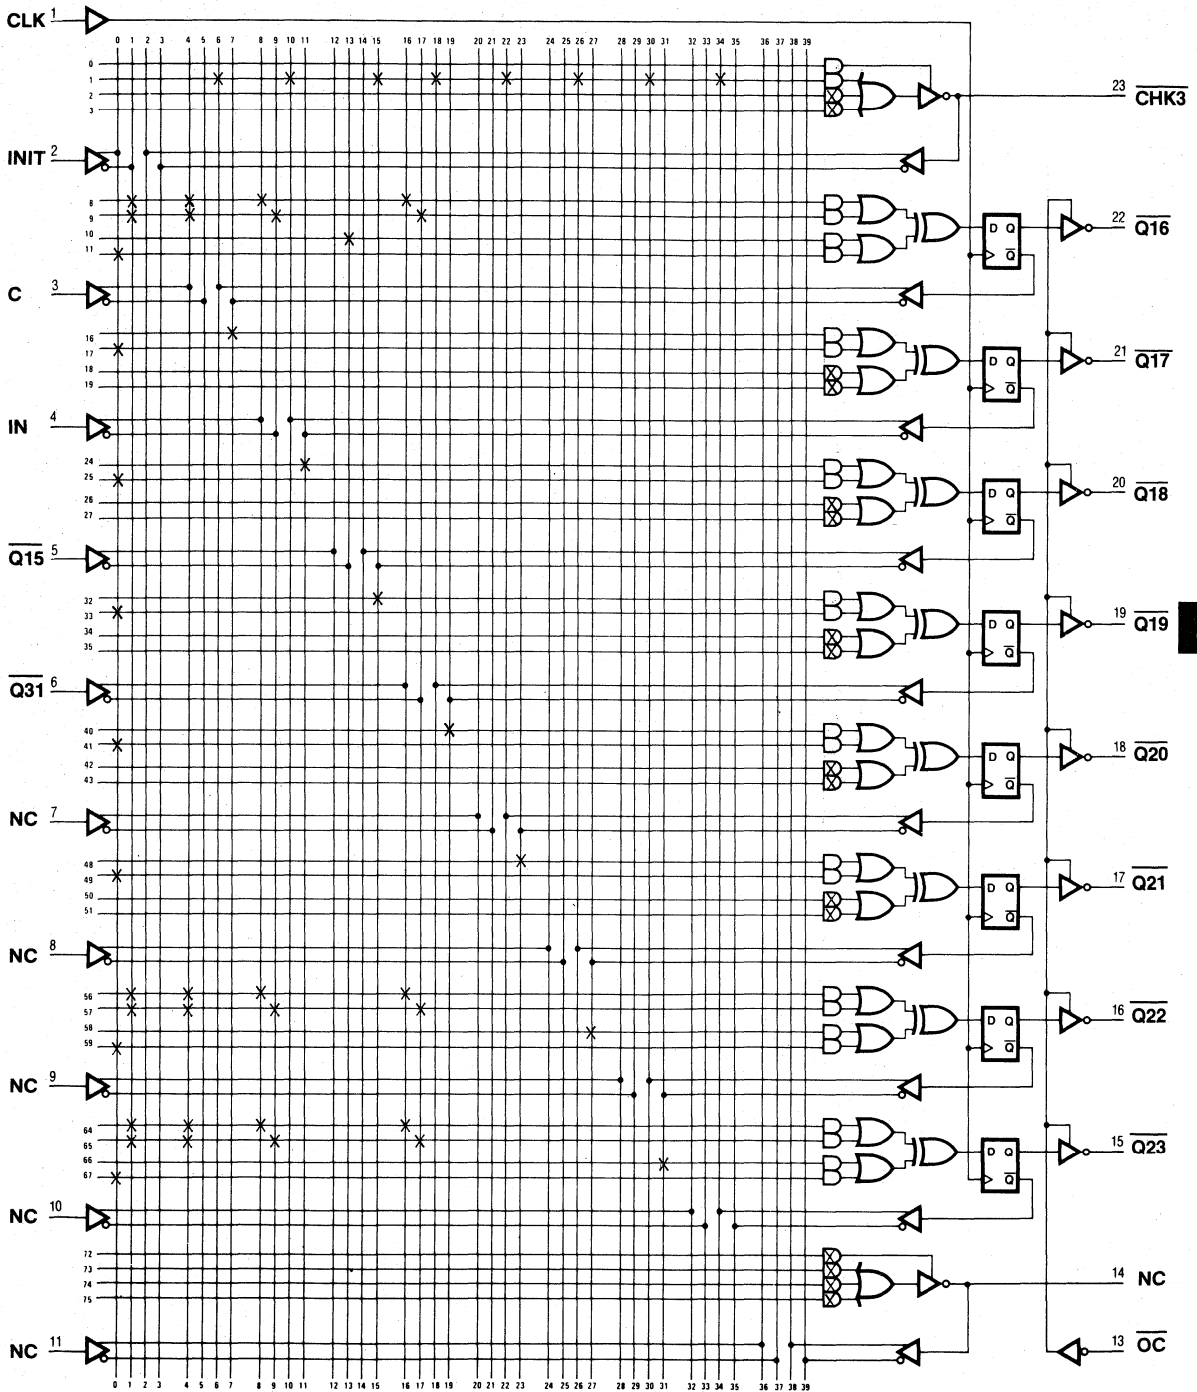 CLK 1
0 1 2 3 4 5 6 7 8 9 10 11 12 13 14 15 16 17 18 19 20 21 22 23 24 25 26 27 28 29 30 31 32 33 34 35 36 37 38 39
0
1
2
3
23 CHK3
INIT 2
8
9
10
11
D Q
Q
22 Q16
C 3
16
17
18
19
D Q
Q
21 Q17
IN 4
24
25
26
27
D Q
Q
20 Q18
Q15 5
32
33
34
35
D Q
Q
19 Q19
Q31 6
40
41
42
43
D Q
Q
18 Q20
NC 7
48
49
50
51
D Q
Q
17 Q21
NC 8
56
57
58
59
D Q
Q
16 Q22
NC 9
64
65
66
67
D Q
Q
15 Q23
NC 10
72
73
74
75
14 NC
NC 11
13 OC
0 1 2 3 4 5 6 7 8 9 10 11 12 13 14 15 16 17 18 19 20 21 22 23 24 25 26 27 28 29 30 31 32 33 34 35 36 37 38 39